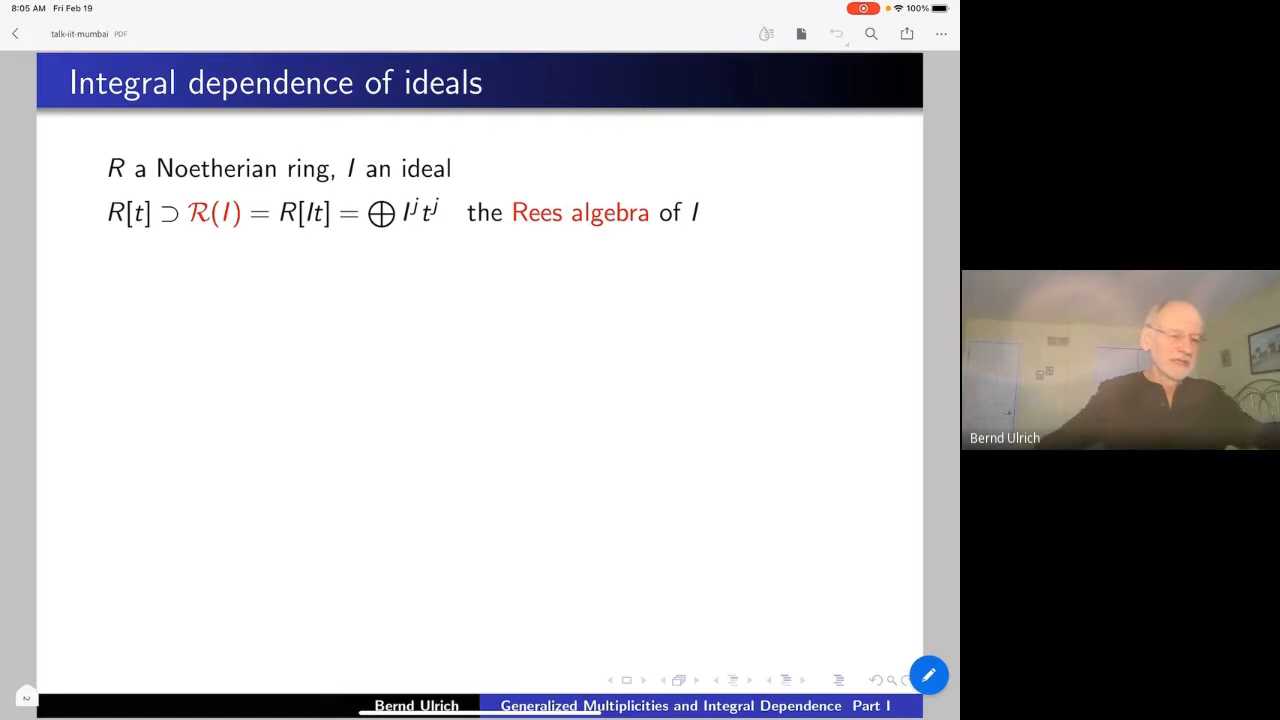 8:05 AM Fri Feb 19
100%
talk-iit-mumbai PDF
Integral dependence of ideals
R a Noetherian ring, I an ideal
R[t] ⊃ ℛ(I) = R[It] = ⊕ I^j t^j the Rees algebra of I
Bernd Ulrich
2
Bernd Ulrich Generalized Multiplicities and Integral Dependence Part I